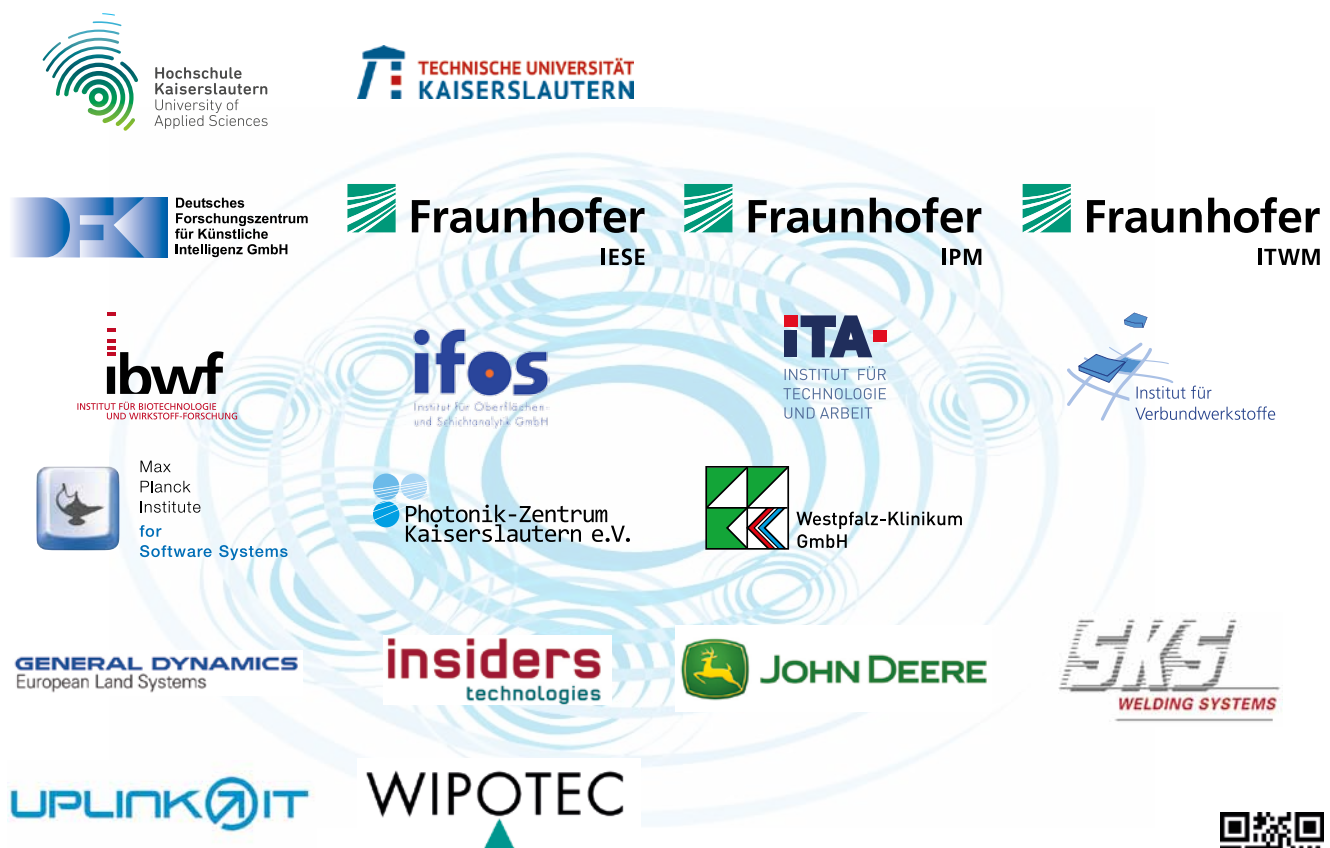 Hochschule
Kaiserslautern
University of
Applied Sciences
TECHNISCHE UNIVERSITÄT
KAISERSLAUTERN
DFKI
Deutsches
Forschungszentrum
für Künstliche
Intelligenz GmbH
Fraunhofer
IESE
Fraunhofer
IPM
Fraunhofer
ITWM
ibwf
INSTITUT FÜR BIOTECHNOLOGIE
UND WIRKSTOFF-FORSCHUNG
ifos
Institut für Oberflächen-
und Schichtanalytik GmbH
iTA
INSTITUT FÜR
TECHNOLOGIE
UND ARBEIT
Institut für
Verbundwerkstoffe
Max
Planck
Institute
for
Software Systems
Photonik-Zentrum
Kaiserslautern e.V.
Westpfalz-Klinikum
GmbH
GENERAL DYNAMICS
European Land Systems
insiders
technologies
JOHN DEERE
SKS
WELDING SYSTEMS
UPLINK IT
WIPOTEC